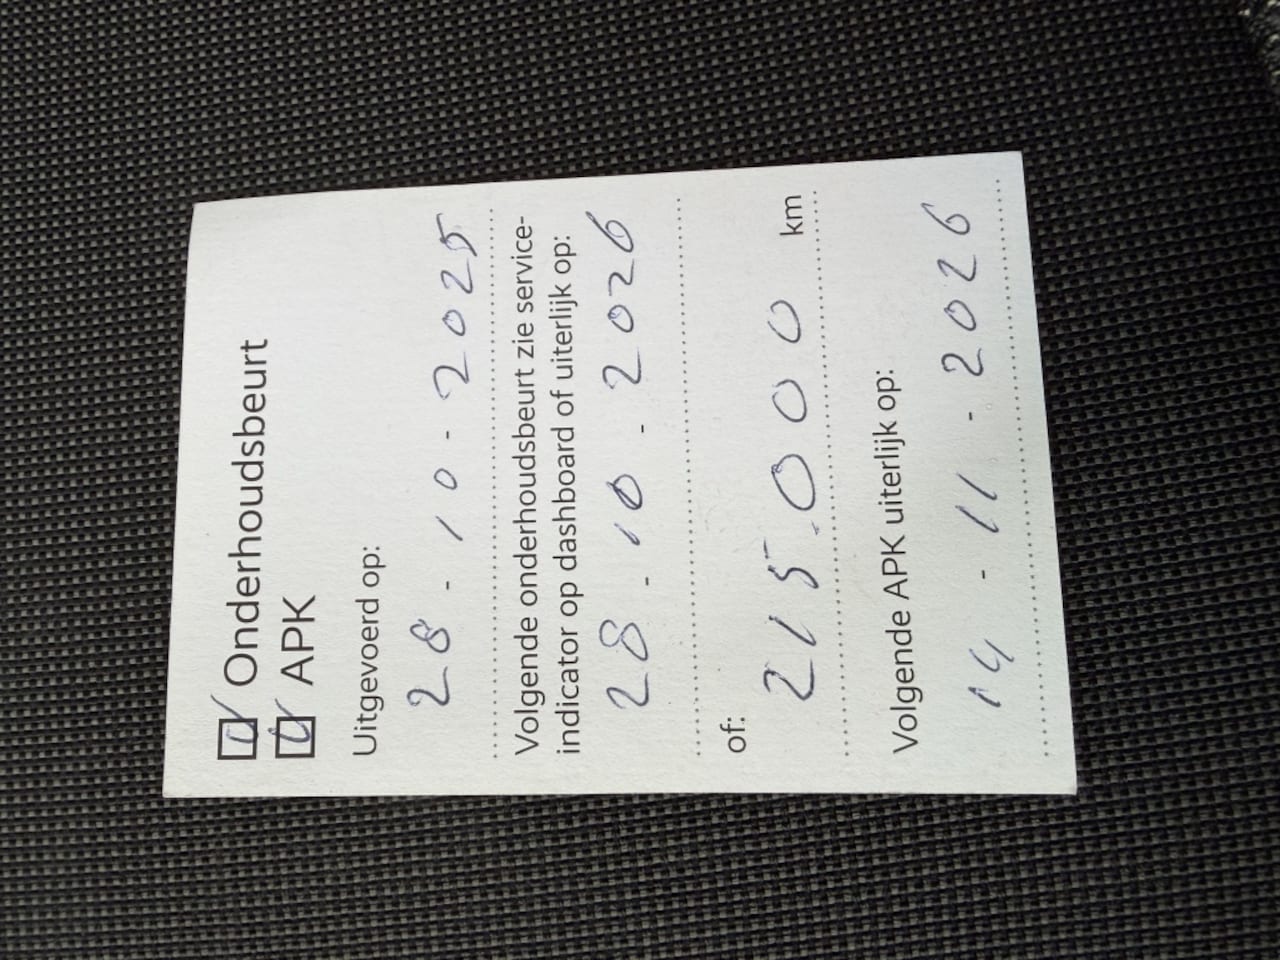 Onderhoudsbeurt
APK
Uitgevoerd op:
28 - 10 - 2025
Volgende onderhoudsbeurt zie service-
indicator op dashboard of uiterlijk op:
28 - 10 - 2026
of:
215.000 km
Volgende APK uiterlijk op:
14 - 11 - 2026